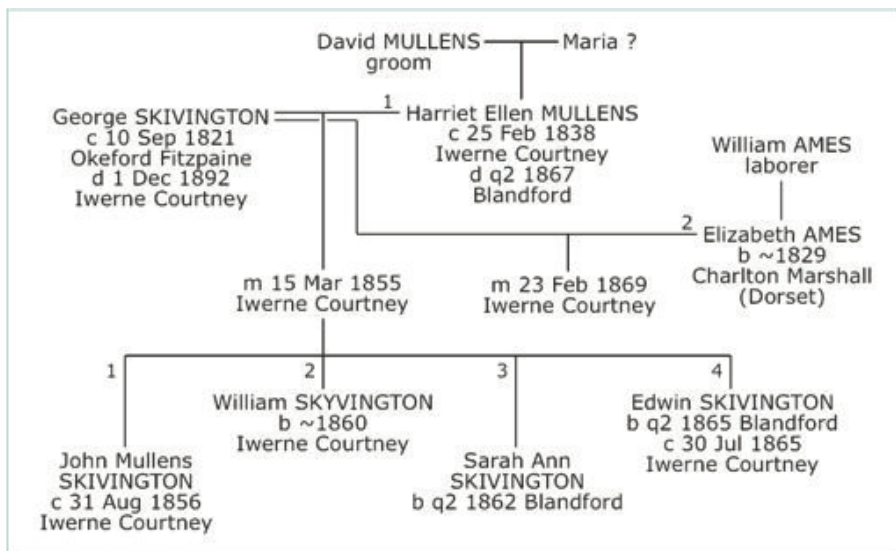 David MULLENS
groom
Maria ?
George SKIVINGTON
c 10 Sep 1821
Okeford Fitzpaine
d 1 Dec 1892
Iwerne Courtney
1
Harriet Ellen MULLENS
c 25 Feb 1838
Iwerne Courtney
d q2 1867
Blandford
William AMES
laborer
2
Elizabeth AMES
b ~1829
Charlton Marshall
(Dorset)
m 15 Mar 1855
Iwerne Courtney
m 23 Feb 1869
Iwerne Courtney
1
John Mullens
SKIVINGTON
c 31 Aug 1856
Iwerne Courtney
2
William SKYVINGTON
b ~1860
Iwerne Courtney
3
Sarah Ann
SKIVINGTON
b q2 1862 Blandford
4
Edwin SKIVINGTON
b q2 1865 Blandford
c 30 Jul 1865
Iwerne Courtney